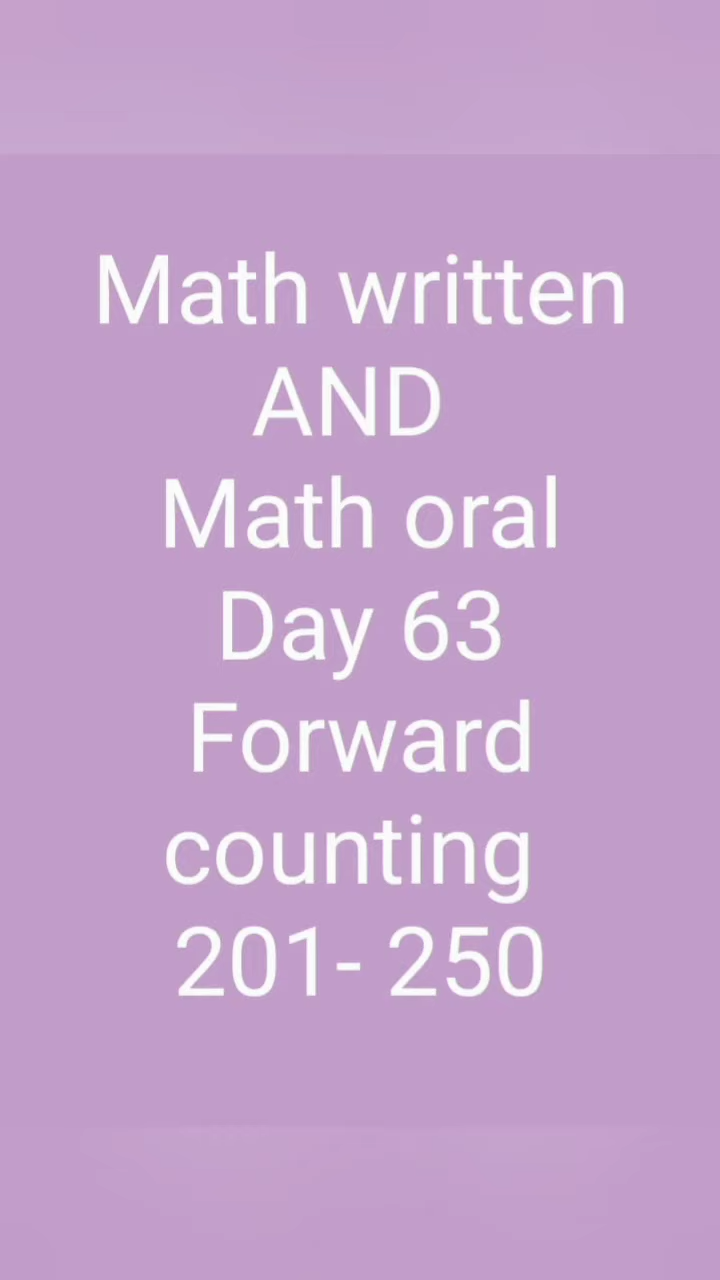 Math written
AND
Math oral
Day 63
Forward
counting
201- 250